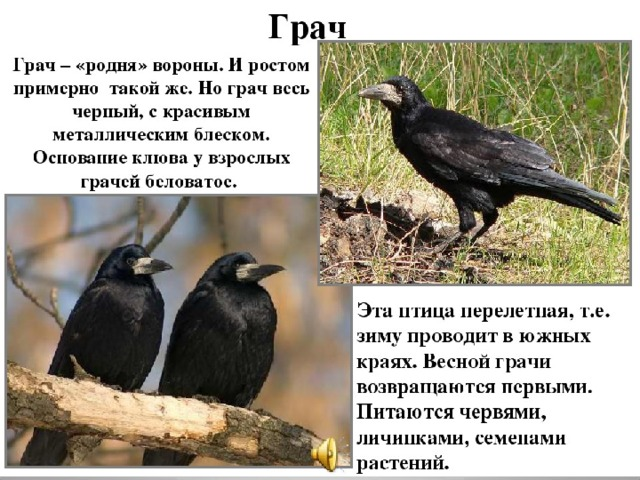 Грач
Грач – «родня» вороны. И ростом
примерно такой же. Но грач весь
черный, с красивым
металлическим блеском.
Основание клюва у взрослых
грачей беловатое.
Эта птица перелетная, т.е.
зиму проводит в южных
краях. Весной грачи
возвращаются первыми.
Питаются червями,
личинками, семенами
растений.